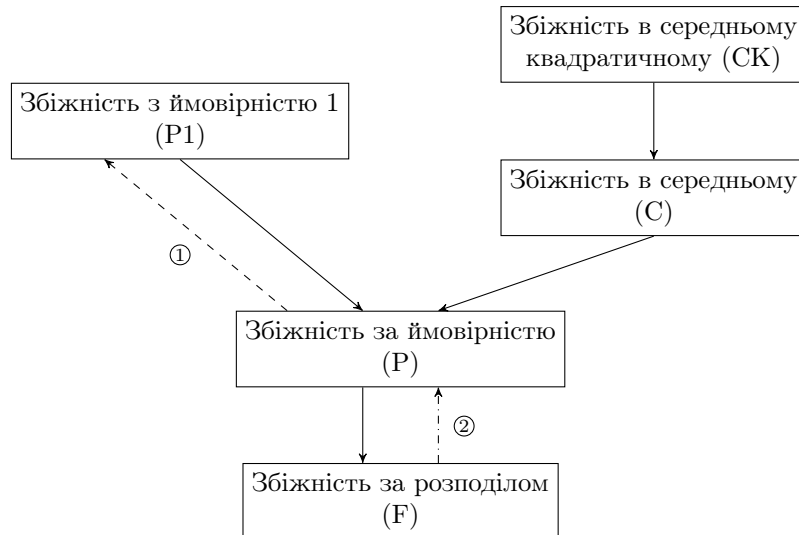 Збіжність в середньому
квадратичному (СК)
Збіжність з ймовірністю 1
(P1)
Збіжність в середньому
(С)
①
Збіжність за ймовірністю
(P)
②
Збіжність за розподілом
(F)